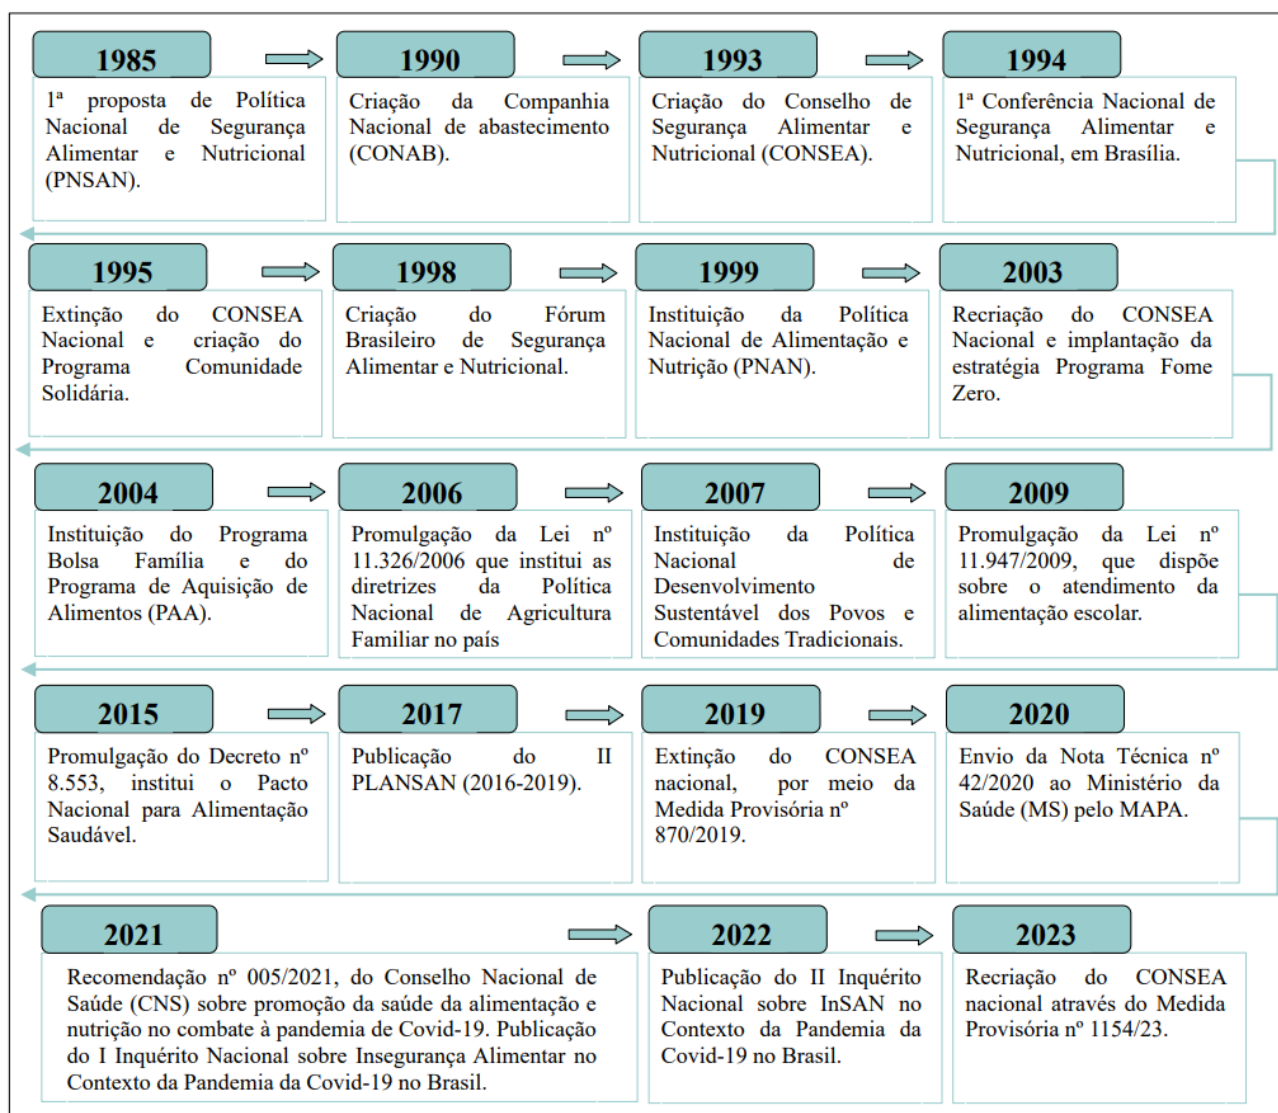 1985
1ª proposta de Política
Nacional de Segurança
Alimentar e Nutricional
(PNSAN).
1990
Criação da Companhia
Nacional de abastecimento
(CONAB).
1993
Criação do Conselho de
Segurança Alimentar e
Nutricional (CONSEA).
1994
1ª Conferência Nacional de
Segurança Alimentar e
Nutricional, em Brasília.
1995
Extinção do CONSEA
Nacional e criação do
Programa Comunidade
Solidária.
1998
Criação do Fórum
Brasileiro de Segurança
Alimentar e Nutricional.
1999
Instituição da Política
Nacional de Alimentação e
Nutrição (PNAN).
2003
Recriação do CONSEA
Nacional e implantação da
estratégia Programa Fome
Zero.
2004
Instituição do Programa
Bolsa Família e do
Programa de Aquisição de
Alimentos (PAA).
2006
Promulgação da Lei nº
11.326/2006 que institui as
diretrizes da Política
Nacional de Agricultura
Familiar no país
2007
Instituição da Política
Nacional de
Desenvolvimento
Sustentável dos Povos e
Comunidades Tradicionais.
2009
Promulgação da Lei nº
11.947/2009, que dispõe
sobre o atendimento da
alimentação escolar.
2015
Promulgação do Decreto nº
8.553, institui o Pacto
Nacional para Alimentação
Saudável.
2017
Publicação do II
PLANSAN (2016-2019).
2019
Extinção do CONSEA
nacional, por meio da
Medida Provisória nº
870/2019.
2020
Envio da Nota Técnica nº
42/2020 ao Ministério da
Saúde (MS) pelo MAPA.
2021
Recomendação nº 005/2021, do Conselho Nacional de
Saúde (CNS) sobre promoção da saúde da alimentação e
nutrição no combate à pandemia de Covid-19. Publicação
do I Inquérito Nacional sobre Insegurança Alimentar no
Contexto da Pandemia da Covid-19 no Brasil.
2022
Publicação do II Inquérito
Nacional sobre InSAN no
Contexto da Pandemia da
Covid-19 no Brasil.
2023
Recriação do CONSEA
nacional através do Medida
Provisória nº 1154/23.